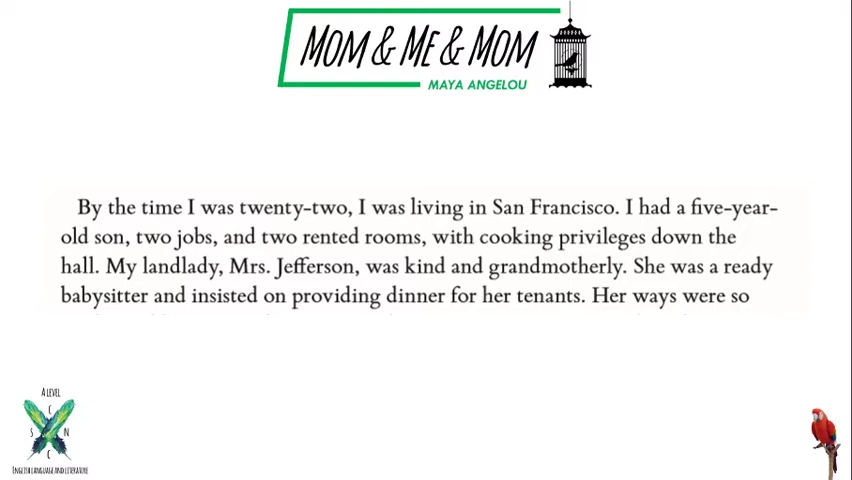 MOM & ME & MOM
MAYA ANGELOU
By the time I was twenty-two, I was living in San Francisco. I had a five-year-
old son, two jobs, and two rented rooms, with cooking privileges down the
hall. My landlady, Mrs. Jefferson, was kind and grandmotherly. She was a ready
babysitter and insisted on providing dinner for her tenants. Her ways were so
A LEVEL
C
S N
C
ENGLISH LANGUAGE AND LITERATURE